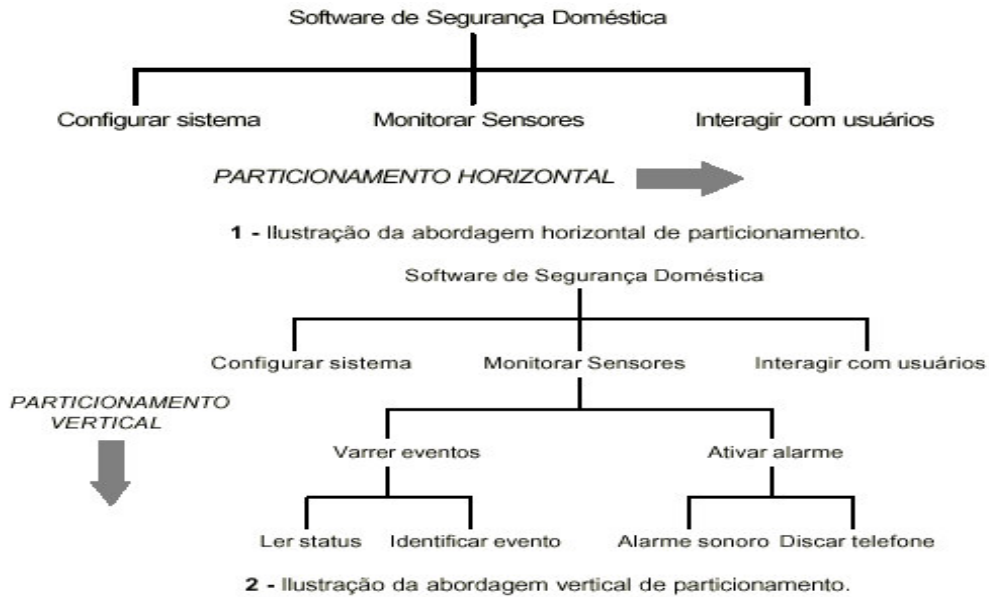 Software de Segurança Doméstica
Configurar sistema Monitorar Sensores Interagir com usuários
PARTICIONAMENTO HORIZONTAL
1 - Ilustração da abordagem horizontal de particionamento.
Software de Segurança Doméstica
Configurar sistema Monitorar Sensores Interagir com usuários
PARTICIONAMENTO
VERTICAL
Varrer eventos Ativar alarme
Ler status Identificar evento Alarme sonoro Discar telefone
2 - Ilustração da abordagem vertical de particionamento.